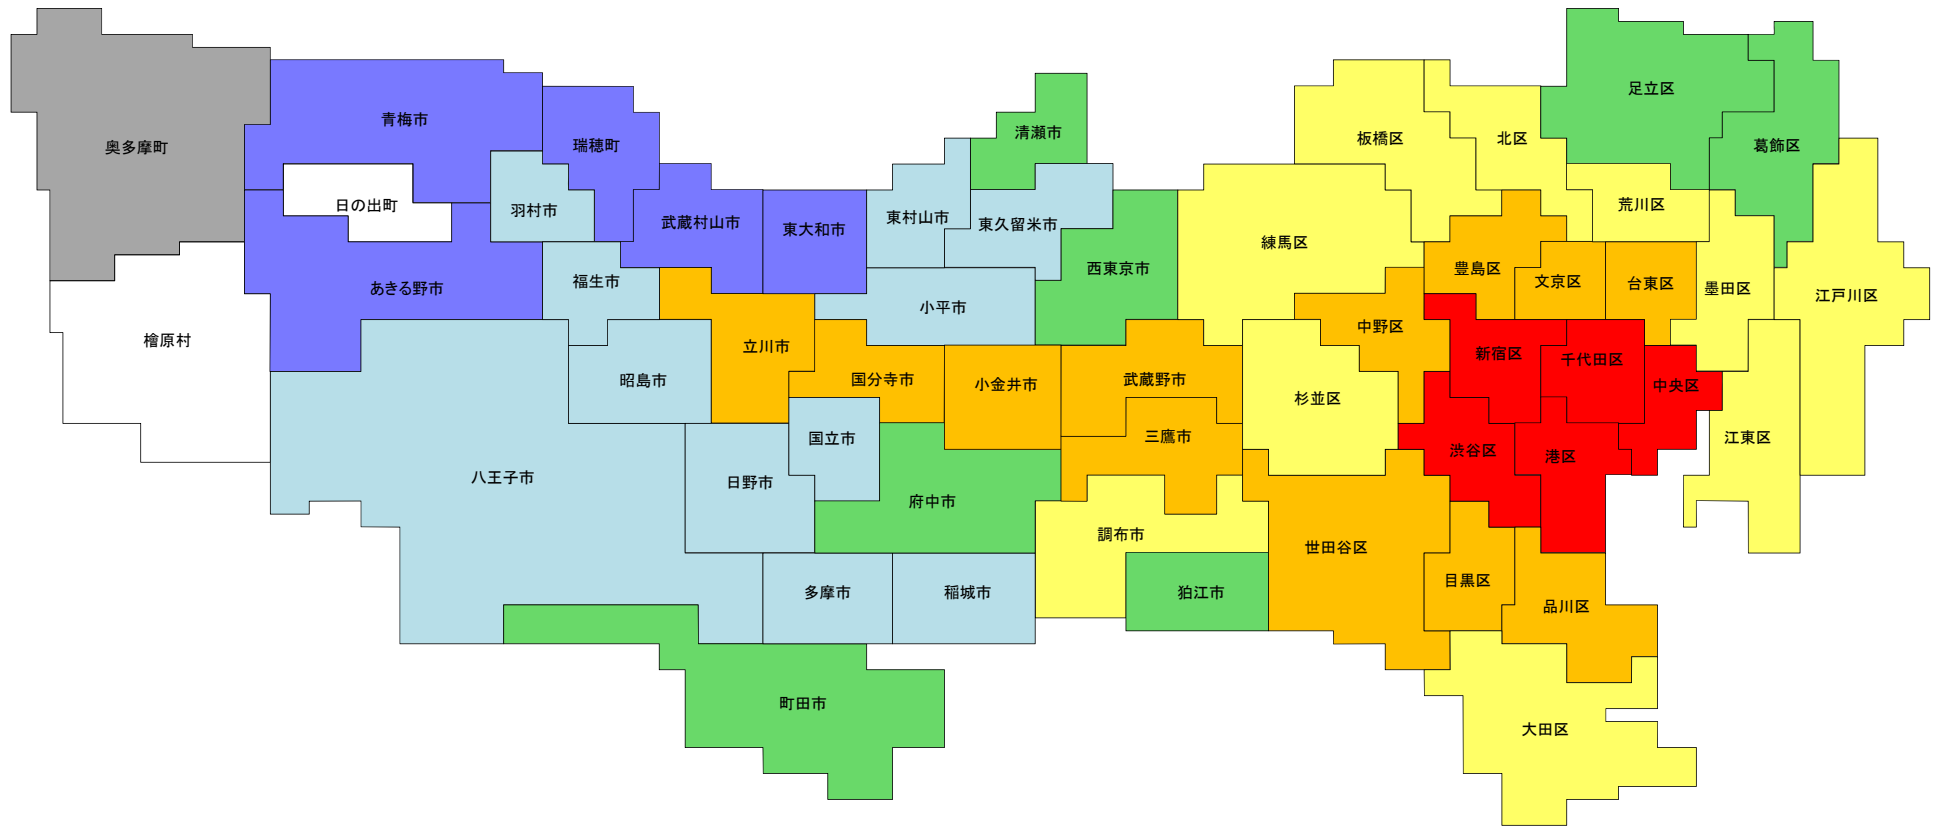 奥多摩町
青梅市
瑞穂町
日の出町
羽村市
武蔵村山市
東大和市
東村山市
清瀬市
東久留米市
西東京市
あきる野市
福生市
檜原村
立川市
小平市
昭島市
国分寺市
小金井市
武蔵野市
三鷹市
国立市
八王子市
日野市
府中市
調布市
多摩市
稲城市
狛江市
町田市
板橋区
北区
足立区
葛飾区
荒川区
練馬区
豊島区
文京区
台東区
墨田区
江戸川区
中野区
新宿区
千代田区
中央区
杉並区
渋谷区
港区
江東区
世田谷区
目黒区
品川区
大田区